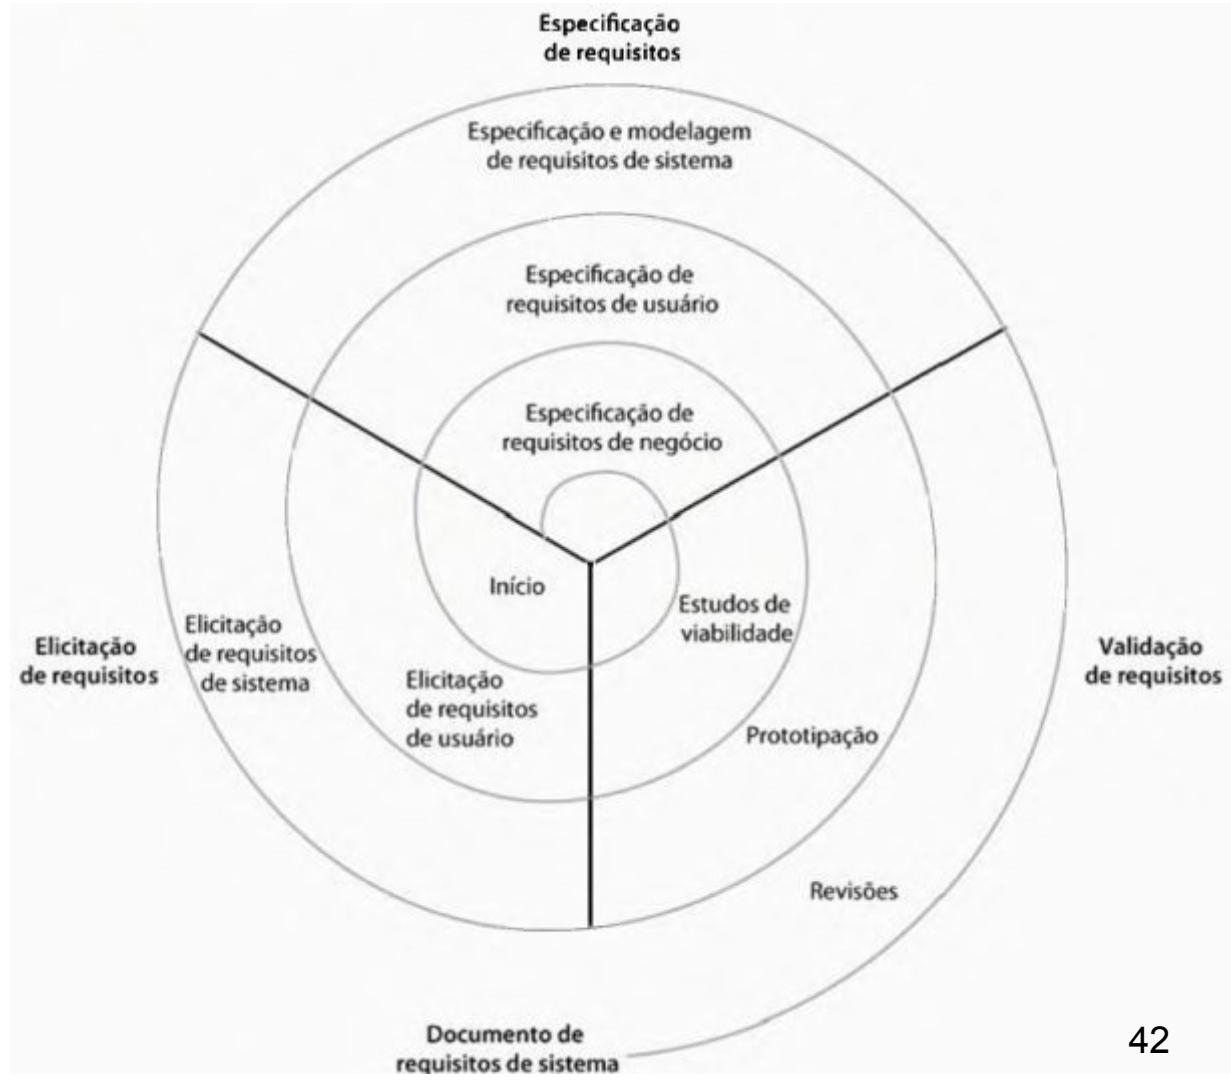 Especificação
de requisitos
Especificação e modelagem
de requisitos de sistema
Especificação de
requisitos de usuário
Especificação de
requisitos de negócio
Início
Estudos de
viabilidade
Elicitação
de requisitos
Elicitação
de requisitos
de sistema
Elicitação
de requisitos
de usuário
Validação
de requisitos
Prototipação
Revisões
Documento de
requisitos de sistema
42